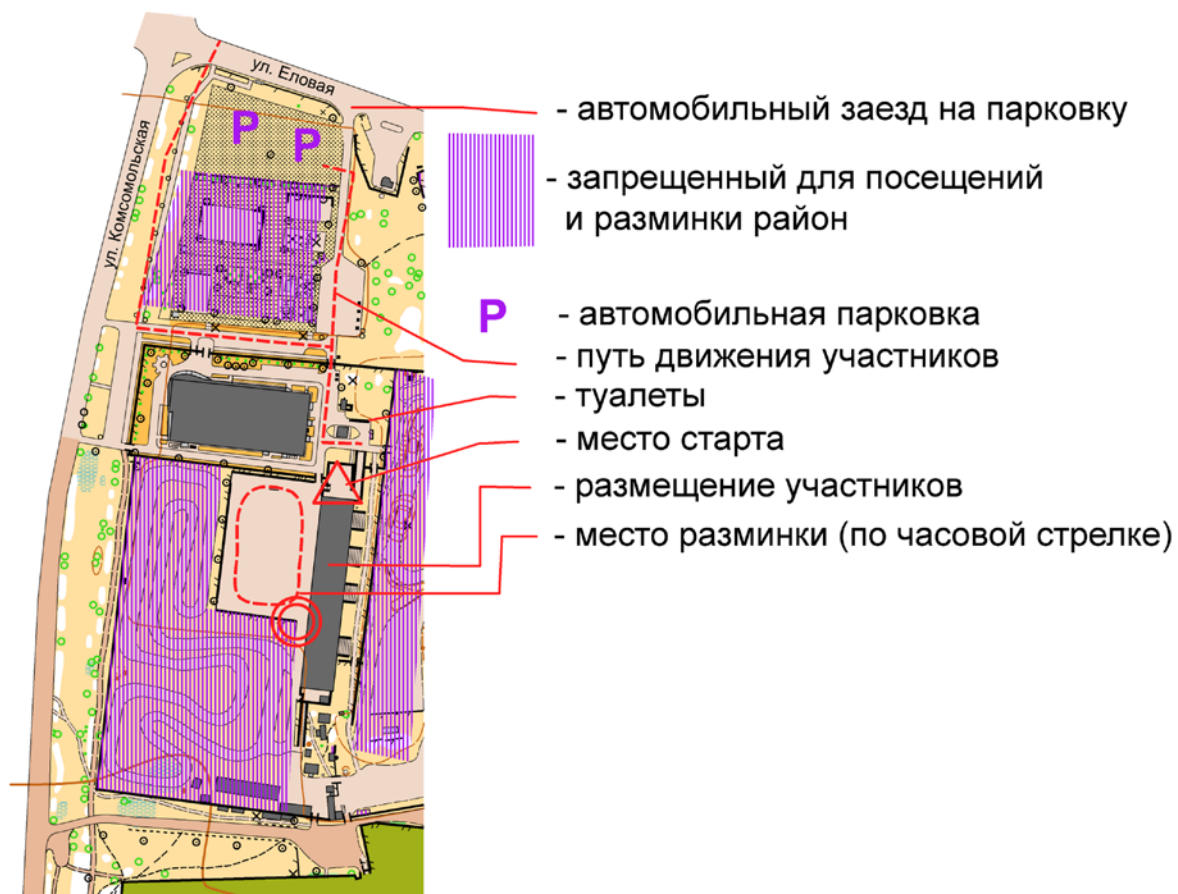 ул. Еловая
- автомобильный заезд на парковку
P
P
ул. Комсомольская
- запрещенный для посещений
и разминки район
P
- автомобильная парковка
- путь движения участников
- туалеты
- место старта
- размещение участников
- место разминки (по часовой стрелке)